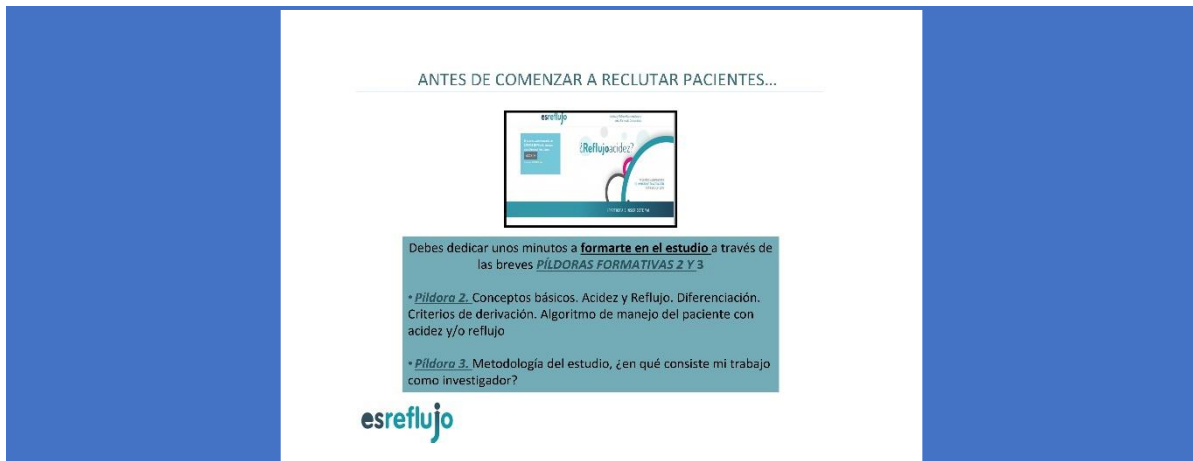 ANTES DE COMENZAR A RECLUTAR PACIENTES...
esreflujo
¿Reflujoacidez?
Debes dedicar unos minutos a formarte en el estudio a través de
las breves PÍLDORAS FORMATIVAS 2 Y 3
• Píldora 2. Conceptos básicos. Acidez y Reflujo. Diferenciación.
Criterios de derivación. Algoritmo de manejo del paciente con
acidez y/o reflujo
• Píldora 3. Metodología del estudio, ¿en qué consiste mi trabajo
como investigador?
esreflujo